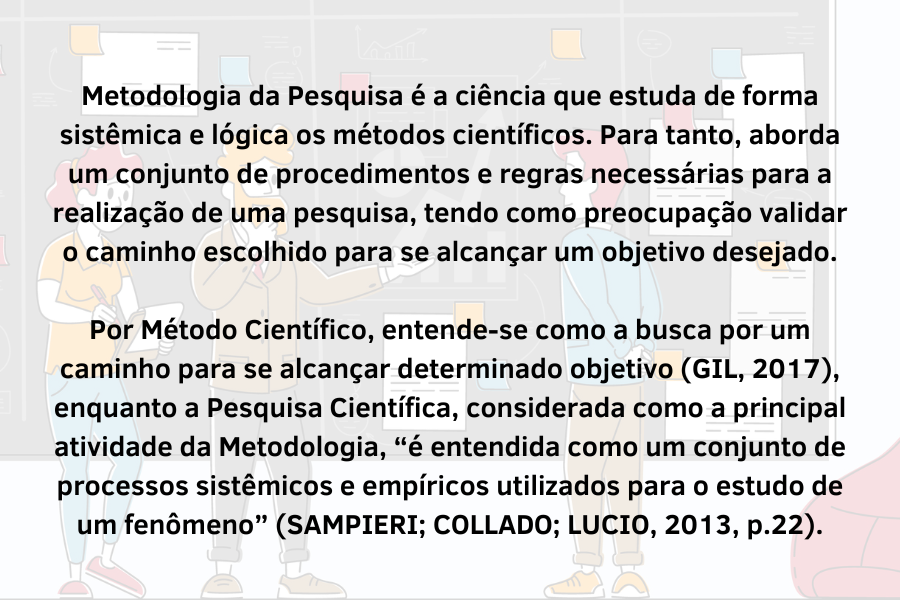 Metodologia da Pesquisa é a ciência que estuda de forma
sistêmica e lógica os métodos científicos. Para tanto, aborda
um conjunto de procedimentos e regras necessárias para a
realização de uma pesquisa, tendo como preocupação validar
o caminho escolhido para se alcançar um objetivo desejado.
Por Método Científico, entende-se como a busca por um
caminho para se alcançar determinado objetivo (GIL, 2017),
enquanto a Pesquisa Científica, considerada como a principal
atividade da Metodologia, “é entendida como um conjunto de
processos sistêmicos e empíricos utilizados para o estudo de
um fenômeno” (SAMPIERI; COLLADO; LUCIO, 2013, p.22).